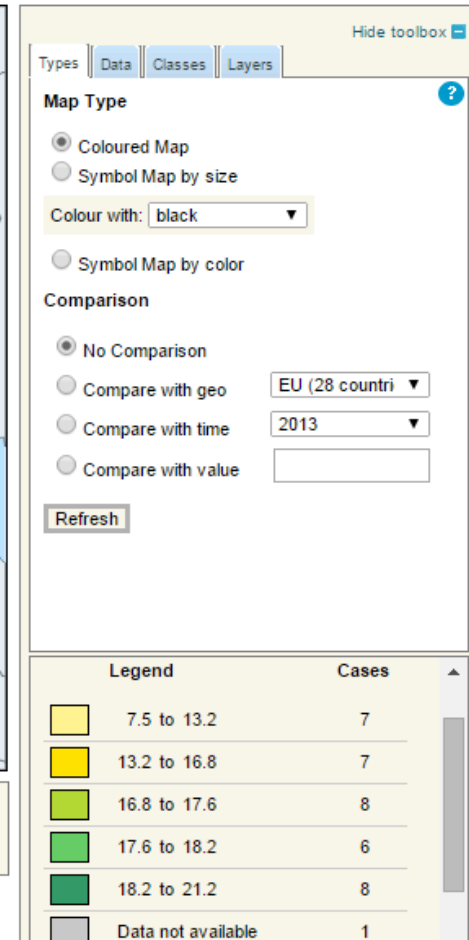 Hide toolbox
Types Data Classes Layers
Map Type
?
Coloured Map
Symbol Map by size
Colour with: black
Symbol Map by color
Comparison
No Comparison
Compare with geo EU (28 countri
Compare with time 2013
Compare with value
Refresh
Legend Cases
7.5 to 13.2 7
13.2 to 16.8 7
16.8 to 17.6 8
17.6 to 18.2 6
18.2 to 21.2 8
Data not available 1